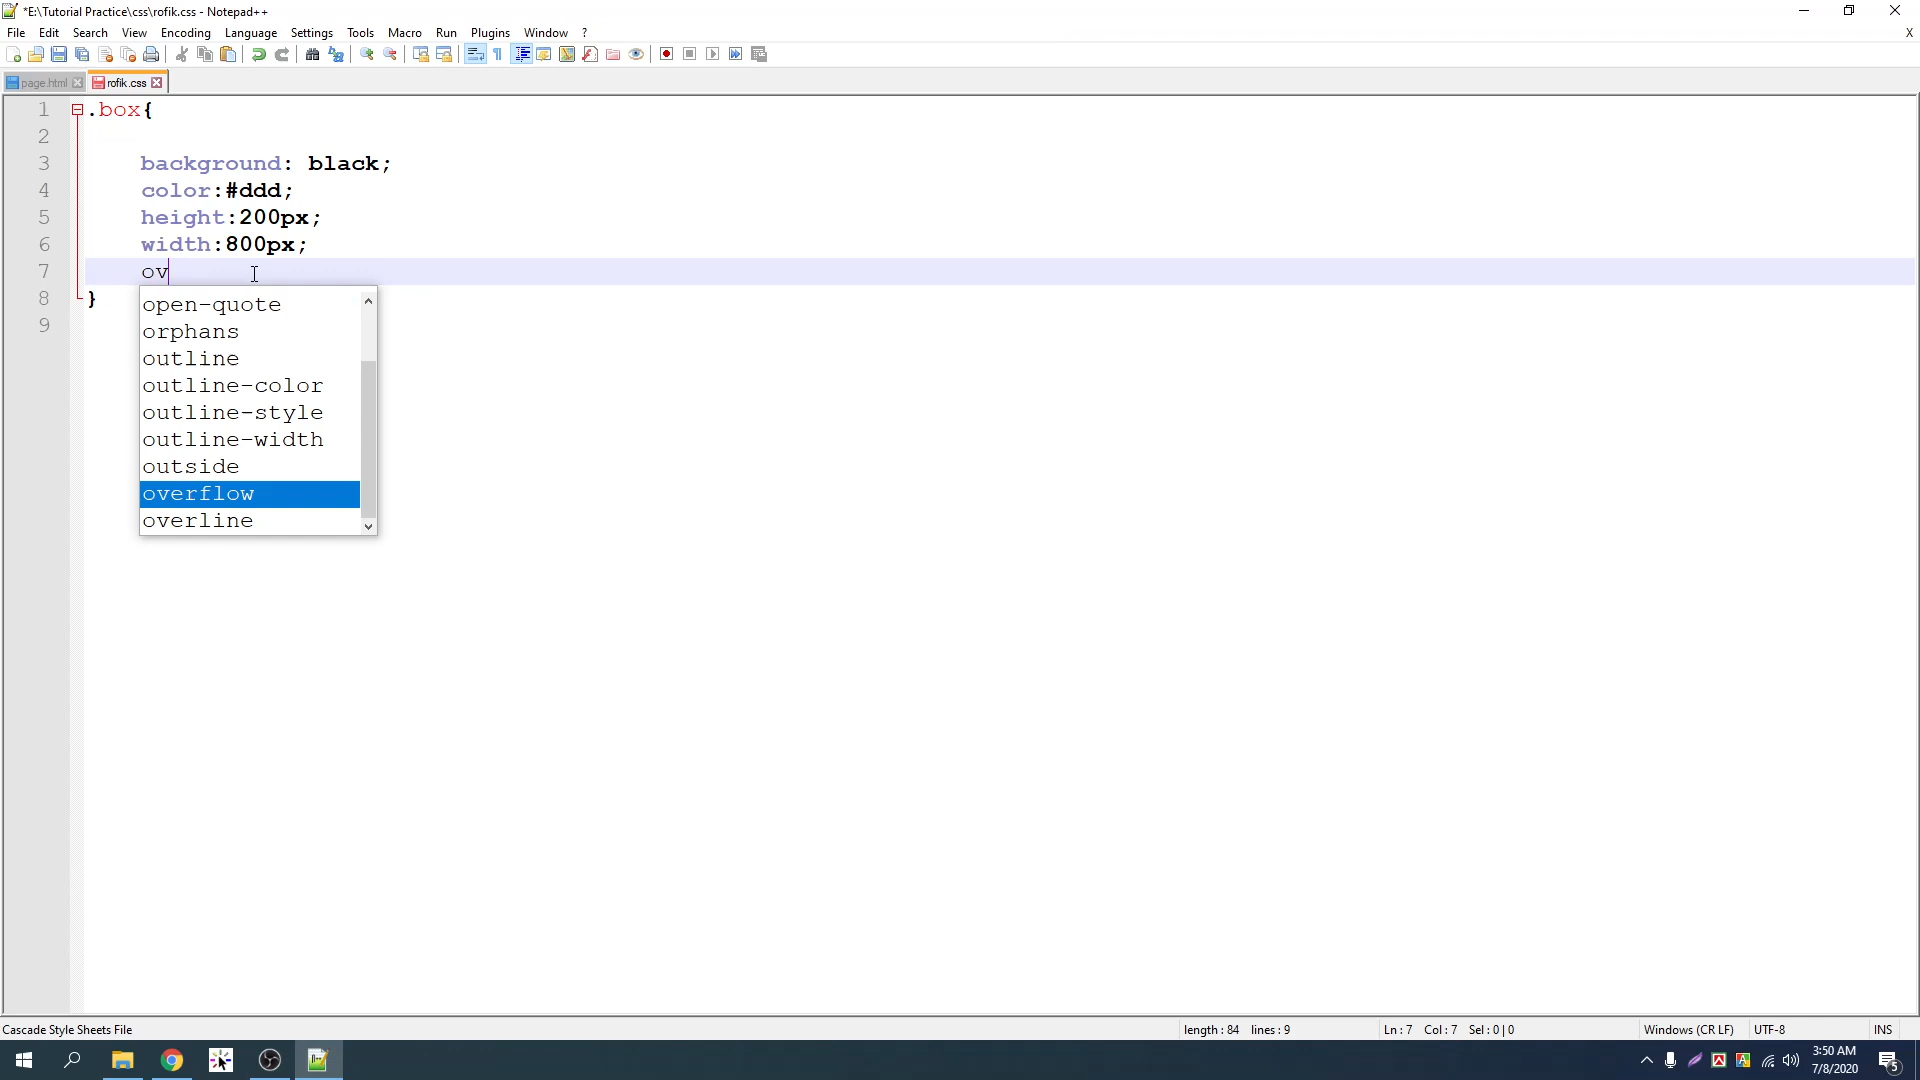 *E:\Tutorial Practice\css\rofik.css - Notepad++
File Edit Search View Encoding Language Settings Tools Macro Run Plugins Window ? X
page.html rofik.css
1 .box{
2
3 background: black;
4 color:#ddd;
5 height:200px;
6 width:800px;
7 ov
8 }
9
open-quote
orphans
outline
outline-color
outline-style
outline-width
outside
overflow
overline
Cascade Style Sheets File length : 84 lines : 9 Ln : 7 Col : 7 Sel : 0 | 0 Windows (CR LF) UTF-8 INS
3:50 AM
7/8/2020
5